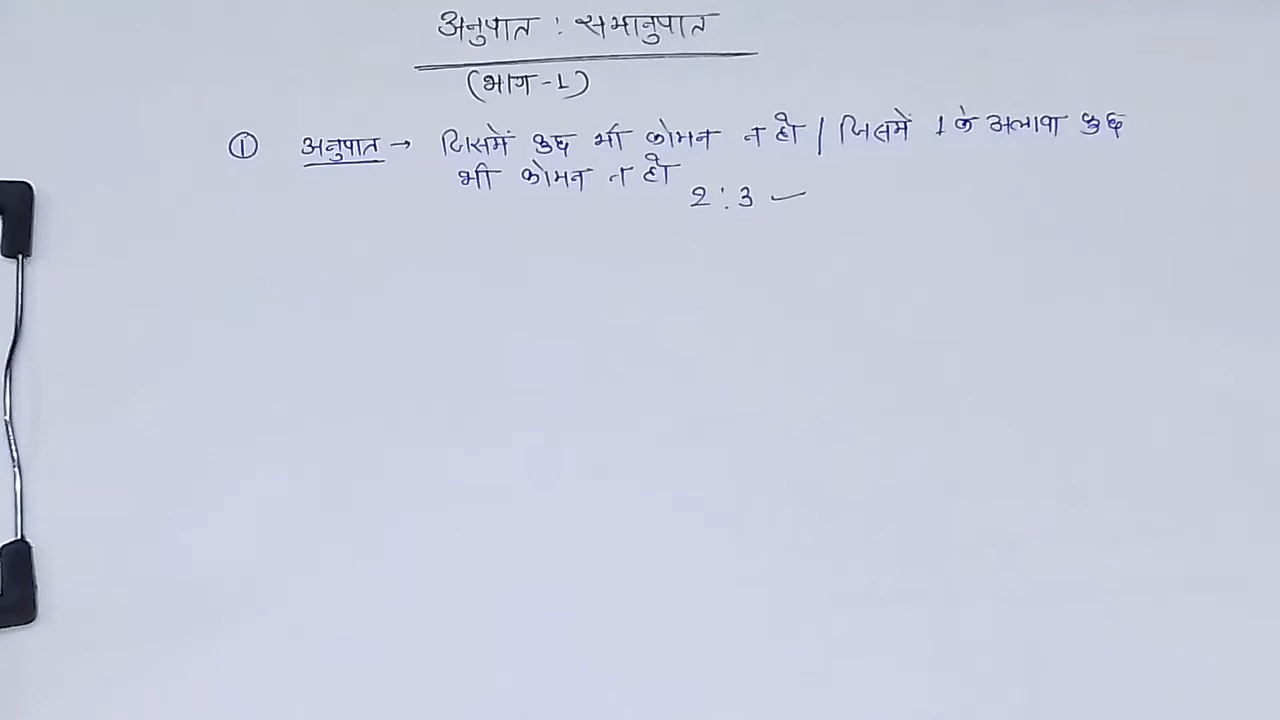 अनुपात : समानुपात
(भाग-1)
① अनुपात → जिसमें कुछ भी कोमन न हो / जिसमें 1 के अलावा कुछ
भी कोमन न हो
2:3